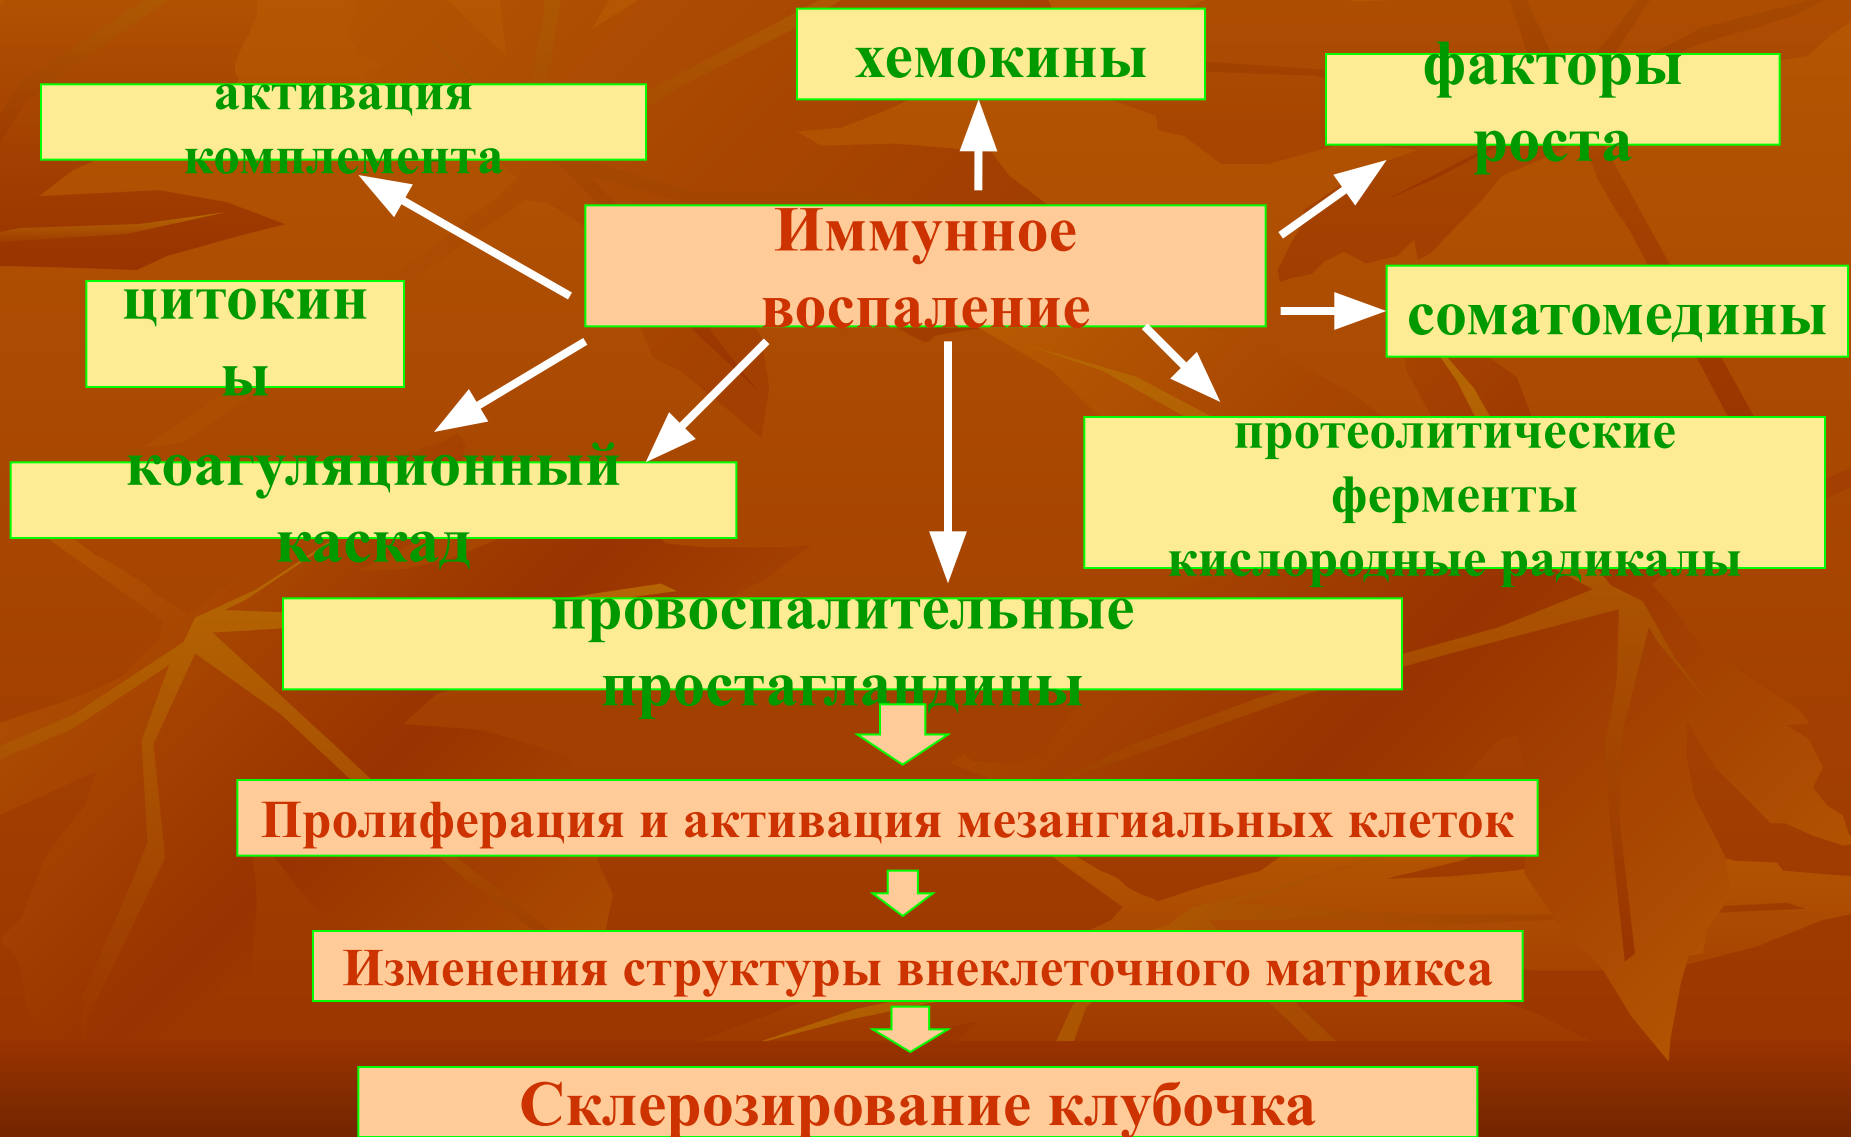 хемокины
факторы
роста
активация
комплемента
Иммунное
воспаление
цитокин
ы
соматомедины
коагуляционный
каскад
протеолитические
ферменты
кислородные радикалы
провоспалительные
простагландины
Пролиферация и активация мезангиальных клеток
Изменения структуры внеклеточного матрикса
Склерозирование клубочка